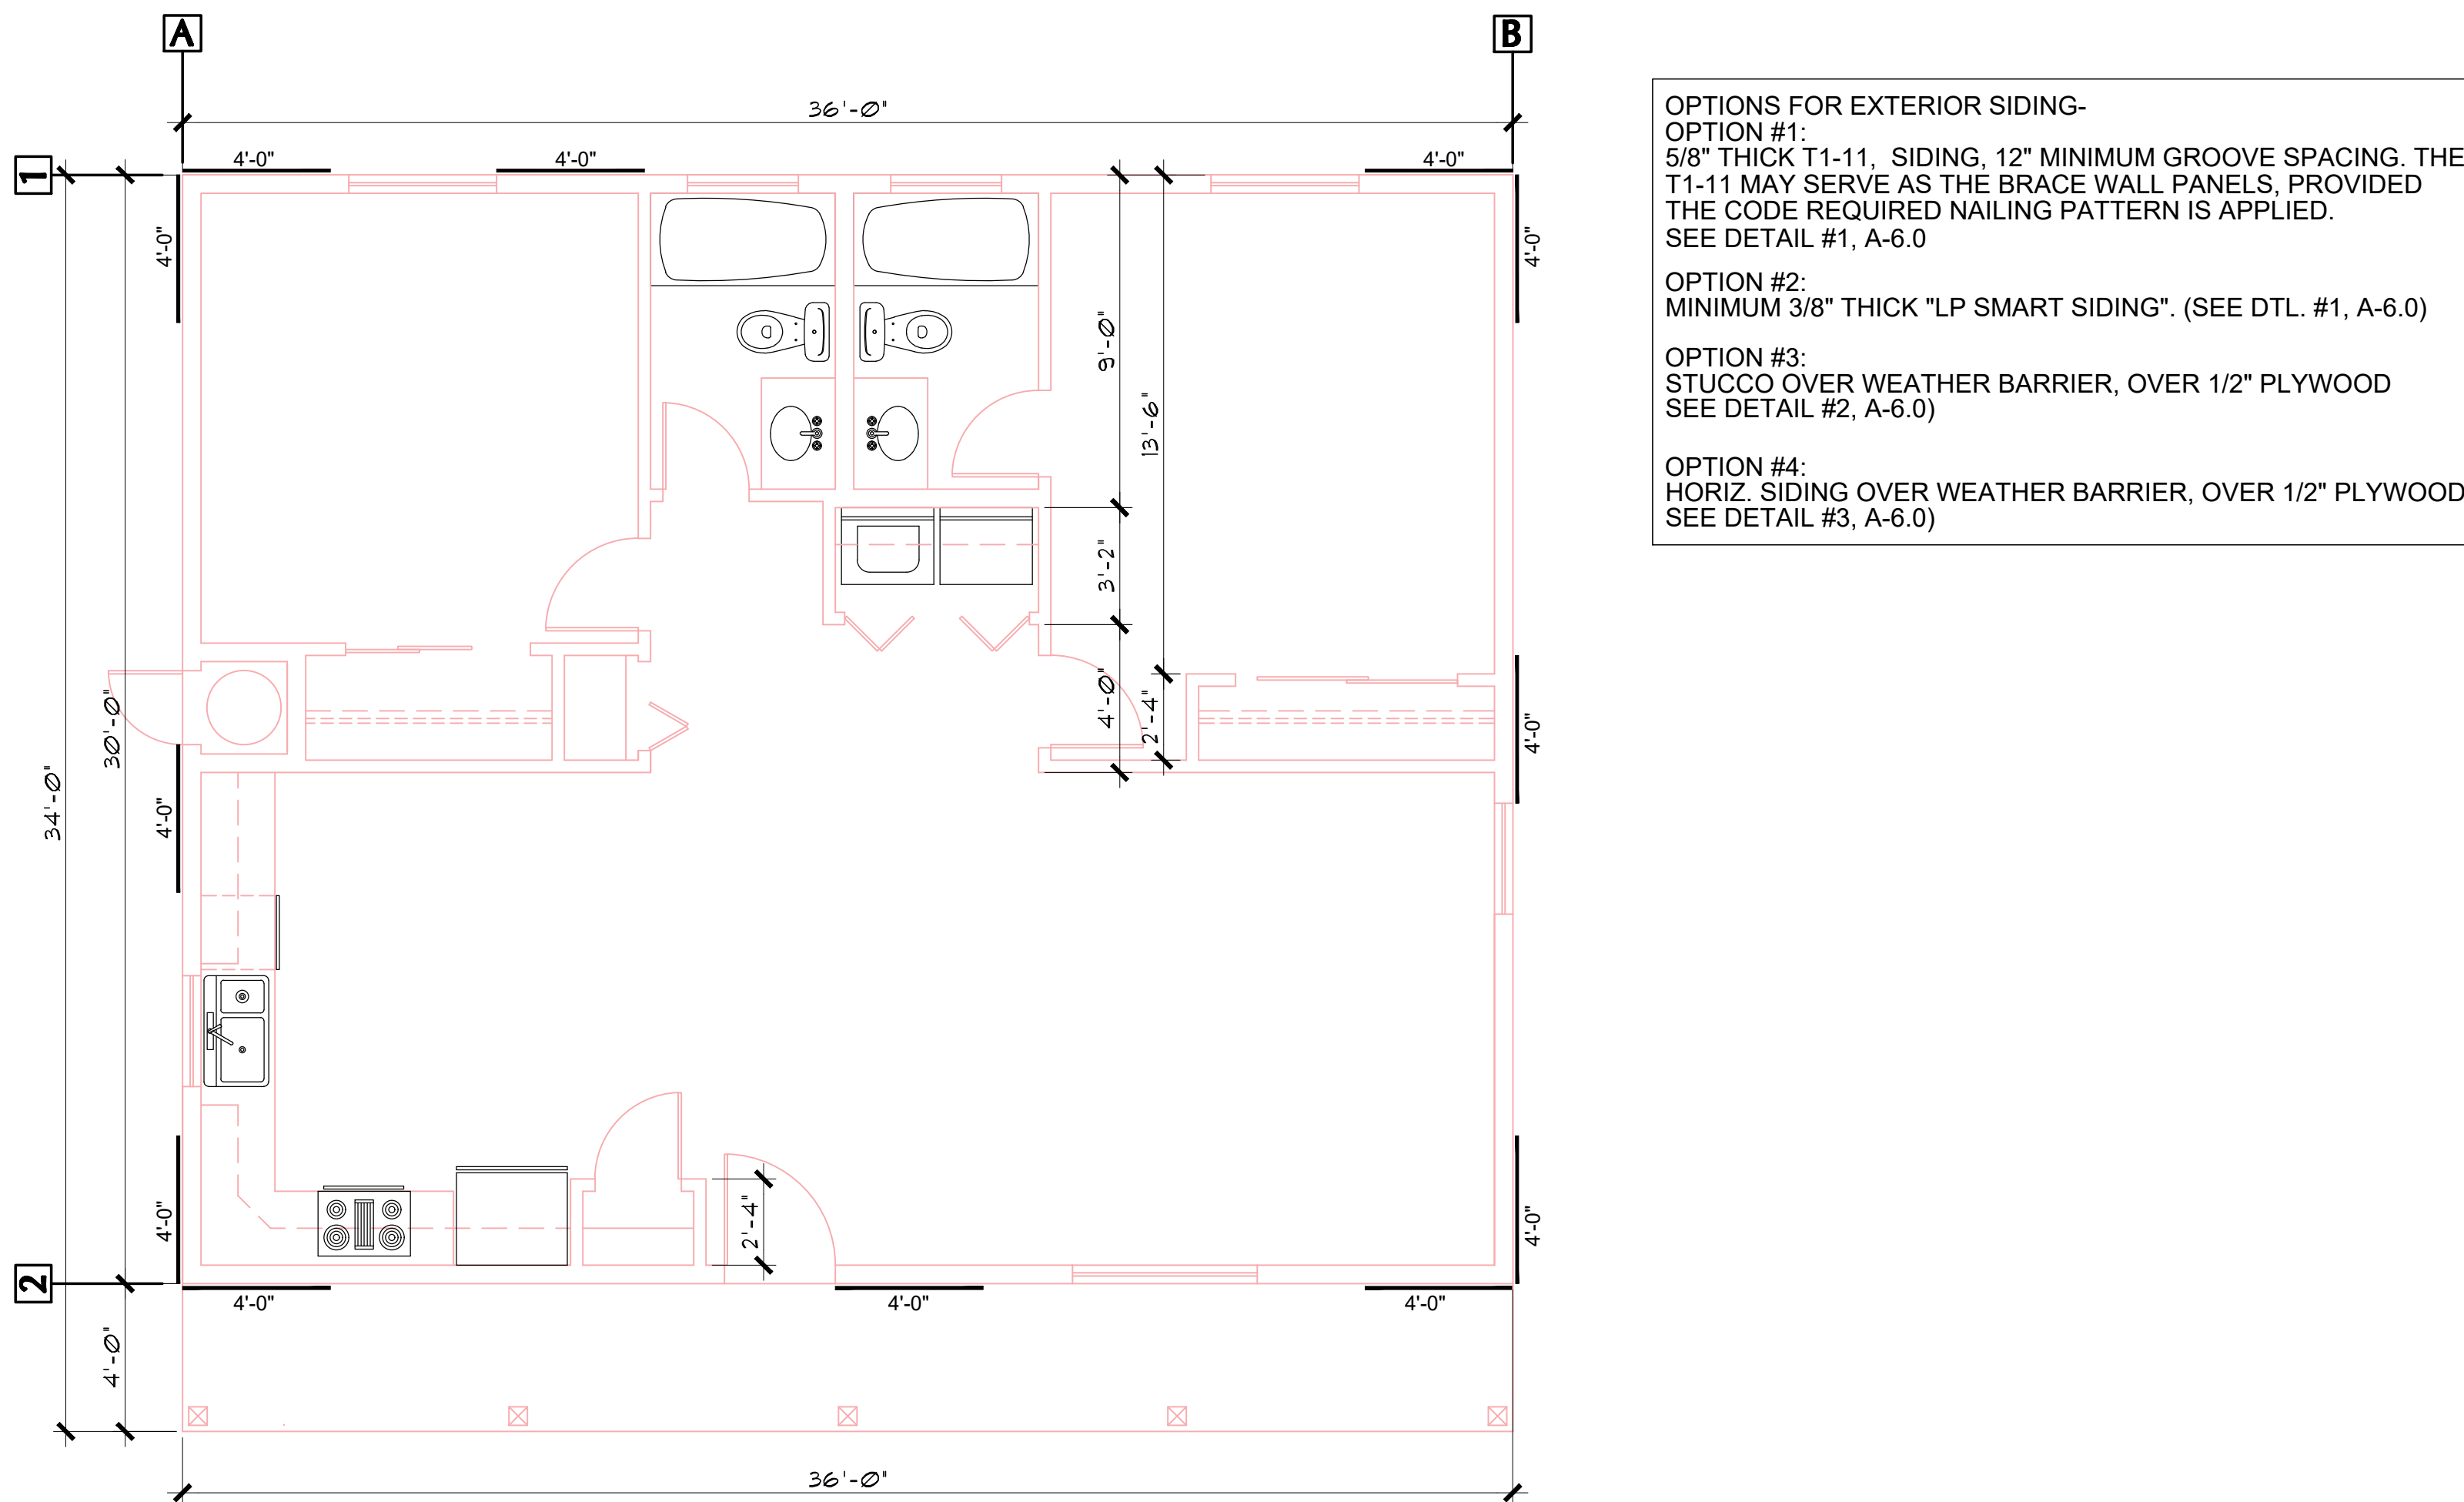 A
B
36'-0"
1
4'-0"
4'-0"
4'-0"
4'-0"
4'-0"
9'-0"
13'-6"
3'-2"
4'-0"
2'-4"
30'-0"
34'-0"
4'-0"
4'-0"
4'-0"
4'-0"
2'-4"
2
4'-0"
4'-0"
4'-0"
4'-0"
36'-0"
OPTIONS FOR EXTERIOR SIDING-
OPTION #1:
5/8" THICK T1-11, SIDING, 12" MINIMUM GROOVE SPACING. THE
T1-11 MAY SERVE AS THE BRACE WALL PANELS, PROVIDED
THE CODE REQUIRED NAILING PATTERN IS APPLIED.
SEE DETAIL #1, A-6.0
OPTION #2:
MINIMUM 3/8" THICK "LP SMART SIDING". (SEE DTL. #1, A-6.0)
OPTION #3:
STUCCO OVER WEATHER BARRIER, OVER 1/2" PLYWOOD
SEE DETAIL #2, A-6.0)
OPTION #4:
HORIZ. SIDING OVER WEATHER BARRIER, OVER 1/2" PLYWOOD
SEE DETAIL #3, A-6.0)